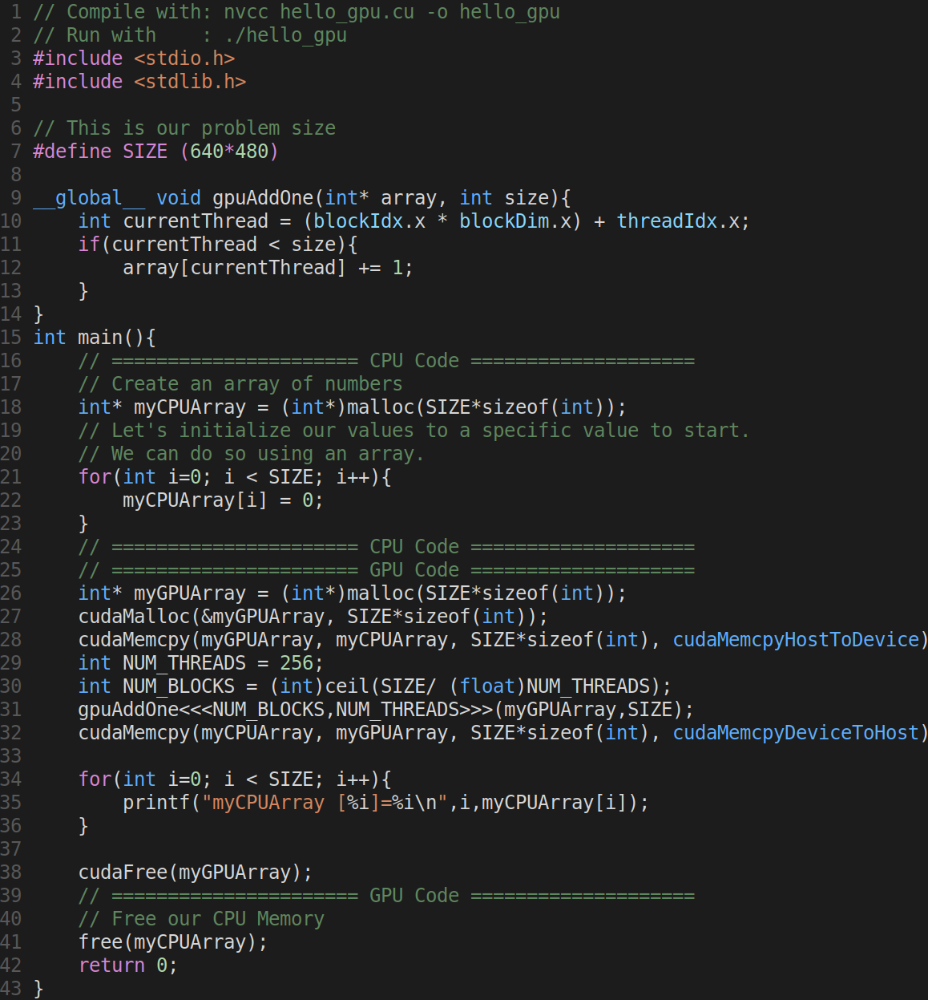 1 // Compile with: nvcc hello_gpu.cu -o hello_gpu
2 // Run with    : ./hello_gpu
3 #include <stdio.h>
4 #include <stdlib.h>
5
6 // This is our problem size
7 #define SIZE (640*480)
8
9 __global__ void gpuAddOne(int* array, int size){
10     int currentThread = (blockIdx.x * blockDim.x) + threadIdx.x;
11     if(currentThread < size){
12         array[currentThread] += 1;
13     }
14 }
15 int main(){
16     // ====================== CPU Code ====================
17     // Create an array of numbers
18     int* myCPUArray = (int*)malloc(SIZE*sizeof(int));
19     // Let's initialize our values to a specific value to start.
20     // We can do so using an array.
21     for(int i=0; i < SIZE; i++){
22         myCPUArray[i] = 0;
23     }
24     // ====================== CPU Code ====================
25     // ====================== GPU Code ====================
26     int* myGPUArray = (int*)malloc(SIZE*sizeof(int));
27     cudaMalloc(&myGPUArray, SIZE*sizeof(int));
28     cudaMemcpy(myGPUArray, myCPUArray, SIZE*sizeof(int), cudaMemcpyHostToDevice)
29     int NUM_THREADS = 256;
30     int NUM_BLOCKS = (int)ceil(SIZE/ (float)NUM_THREADS);
31     gpuAddOne<<<NUM_BLOCKS,NUM_THREADS>>>(myGPUArray,SIZE);
32     cudaMemcpy(myCPUArray, myGPUArray, SIZE*sizeof(int), cudaMemcpyDeviceToHost)
33
34     for(int i=0; i < SIZE; i++){
35         printf("myCPUArray [%i]=%i\n",i,myCPUArray[i]);
36     }
37
38     cudaFree(myGPUArray);
39     // ====================== GPU Code ====================
40     // Free our CPU Memory
41     free(myCPUArray);
42     return 0;
43 }